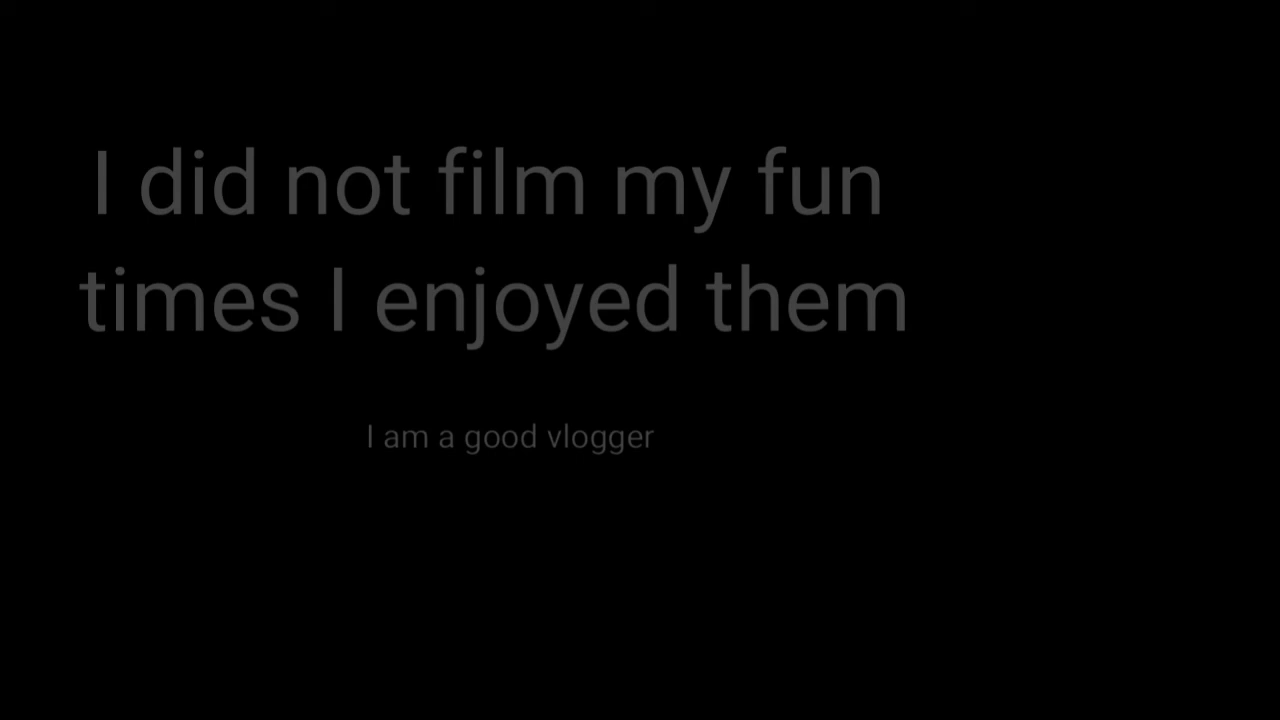 I did not film my fun
times I enjoyed them
I am a good vlogger